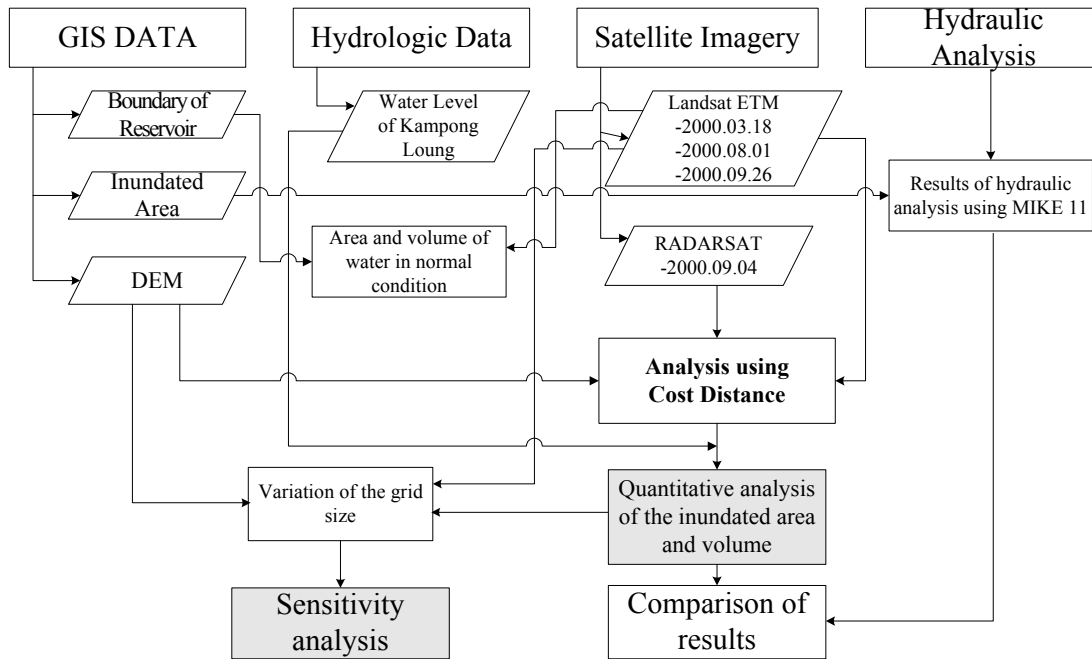 GIS DATA
Hydrologic Data
Satellite Imagery
Hydraulic
Analysis
Boundary of
Reservoir
Water Level
of Kampong
Loung
Landsat ETM
-2000.03.18
-2000.08.01
-2000.09.26
Inundated
Area
Results of hydraulic
analysis using MIKE 11
Area and volume of
water in normal
condition
RADARSAT
-2000.09.04
DEM
Analysis using
Cost Distance
Variation of the grid
size
Quantitative analysis
of the inundated area
and volume
Sensitivity
analysis
Comparison of
results